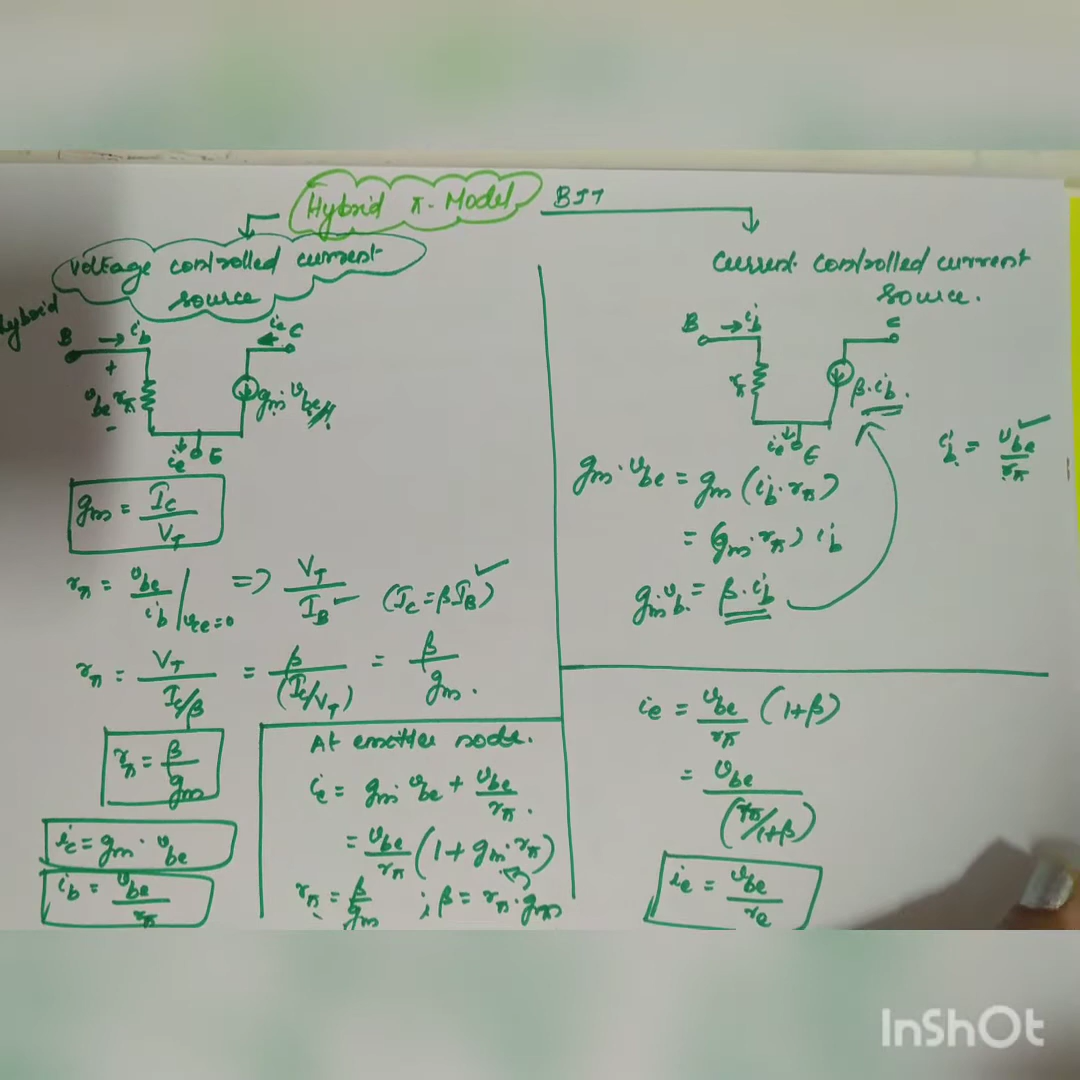 Hybrid π-Model BJT
Voltage controlled current
source
Hybrid
B → ib ic C
+
vbe rπ gm·vbe
-
ie E
gm = IC/VT
rπ = vbe/ib |vce=0 => VT/IB (IC = βIB)
rπ = VT/(IC/β) = β/(IC/VT) = β/gm.
rπ = β/gm
ic = gm·vbe
ib = vbe/rπ
At emitter node.
ie = gm·vbe + vbe/rπ.
= vbe/rπ (1 + gm·rπ)
rπ = β/gm ; β = rπ·gm
Current controlled current
source.
B → ib C
rπ β·ib
ie E
ib = vbe/rπ
gm·vbe = gm (ib·rπ)
= (gm·rπ) ib
gm vb = β·ib
ie = vbe/rπ (1+β)
= vbe/(rπ/1+β)
ie = vbe/re
InShOt